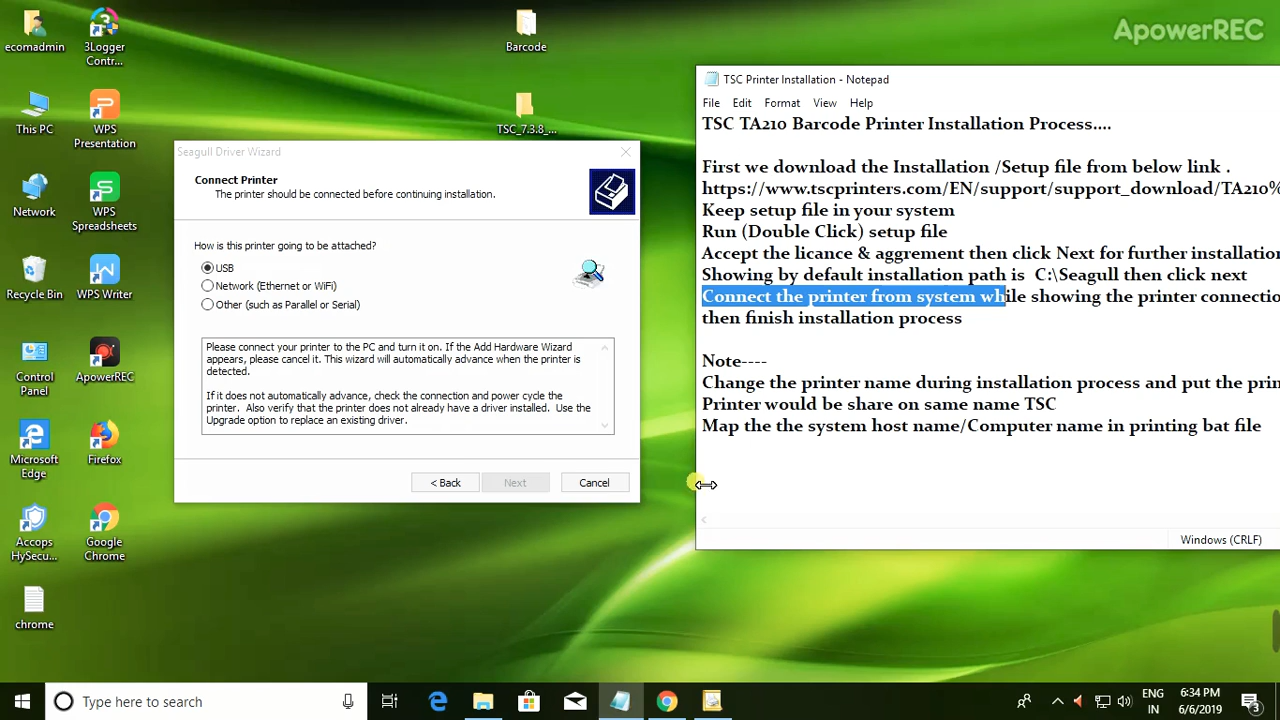 ApowerREC
ecomadmin
3Logger
Contr...
Barcode
This PC
WPS
Presentation
TSC_7.3.8_...
Network
WPS
Spreadsheets
Recycle Bin
WPS Writer
Control
Panel
ApowerREC
Microsoft
Edge
Firefox
Accops
HySecu...
Google
Chrome
chrome
Seagull Driver Wizard
Connect Printer
The printer should be connected before continuing installation.
How is this printer going to be attached?
USB
Network (Ethernet or WiFi)
Other (such as Parallel or Serial)
Please connect your printer to the PC and turn it on. If the Add Hardware Wizard
appears, please cancel it. This wizard will automatically advance when the printer is
detected.
If it does not automatically advance, check the connection and power cycle the
printer. Also verify that the printer does not already have a driver installed. Use the
Upgrade option to replace an existing driver.
< Back
Next
Cancel
TSC Printer Installation - Notepad
File Edit Format View Help
TSC TA210 Barcode Printer Installation Process....
First we download the Installation /Setup file from below link .
https://www.tscprinters.com/EN/support/support_download/TA210%
Keep setup file in your system
Run (Double Click) setup file
Accept the licance & aggrement then click Next for further installation
Showing by default installation path is C:\Seagull then click next
Connect the printer from system while showing the printer connectio
then finish installation process
Note----
Change the printer name during installation process and put the prin
Printer would be share on same name TSC
Map the the system host name/Computer name in printing bat file
Windows (CRLF)
Type here to search
ENG
IN
6:34 PM
6/6/2019
3